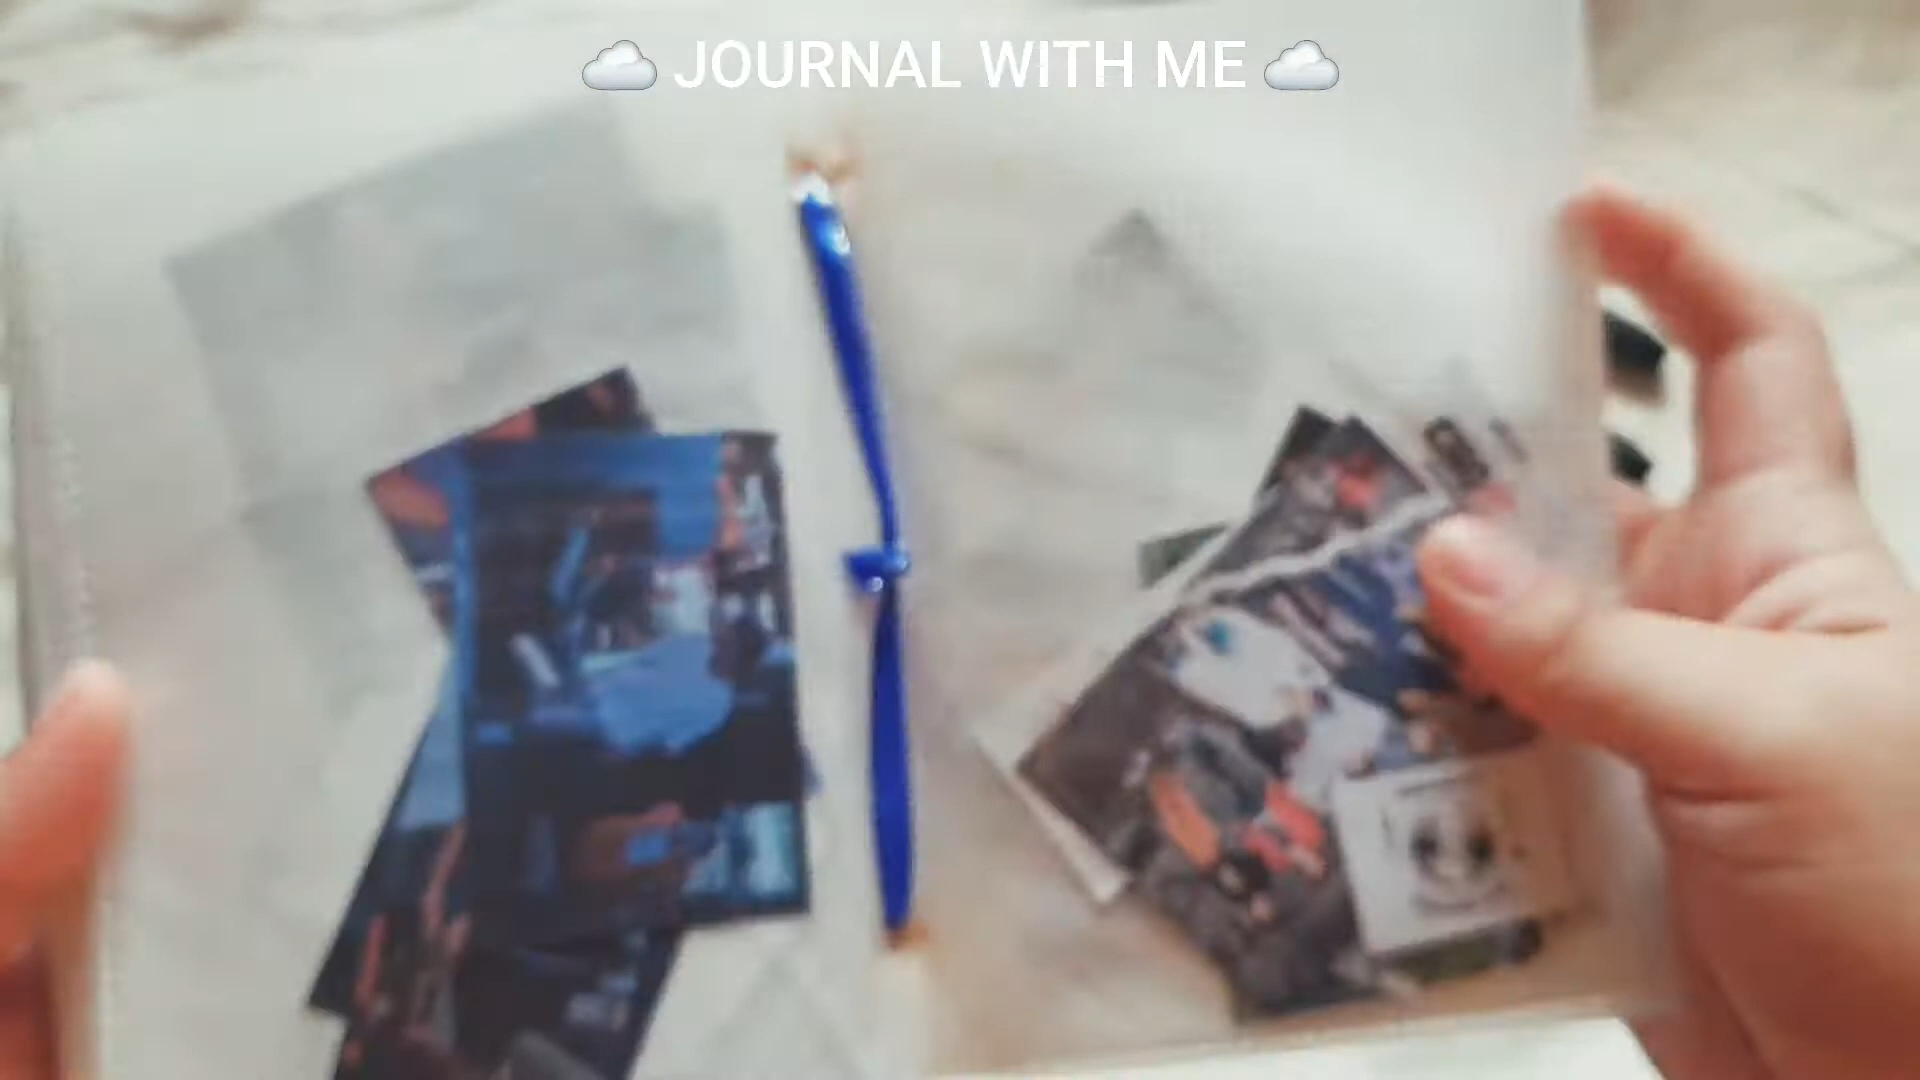 ☁️ JOURNAL WITH ME ☁️